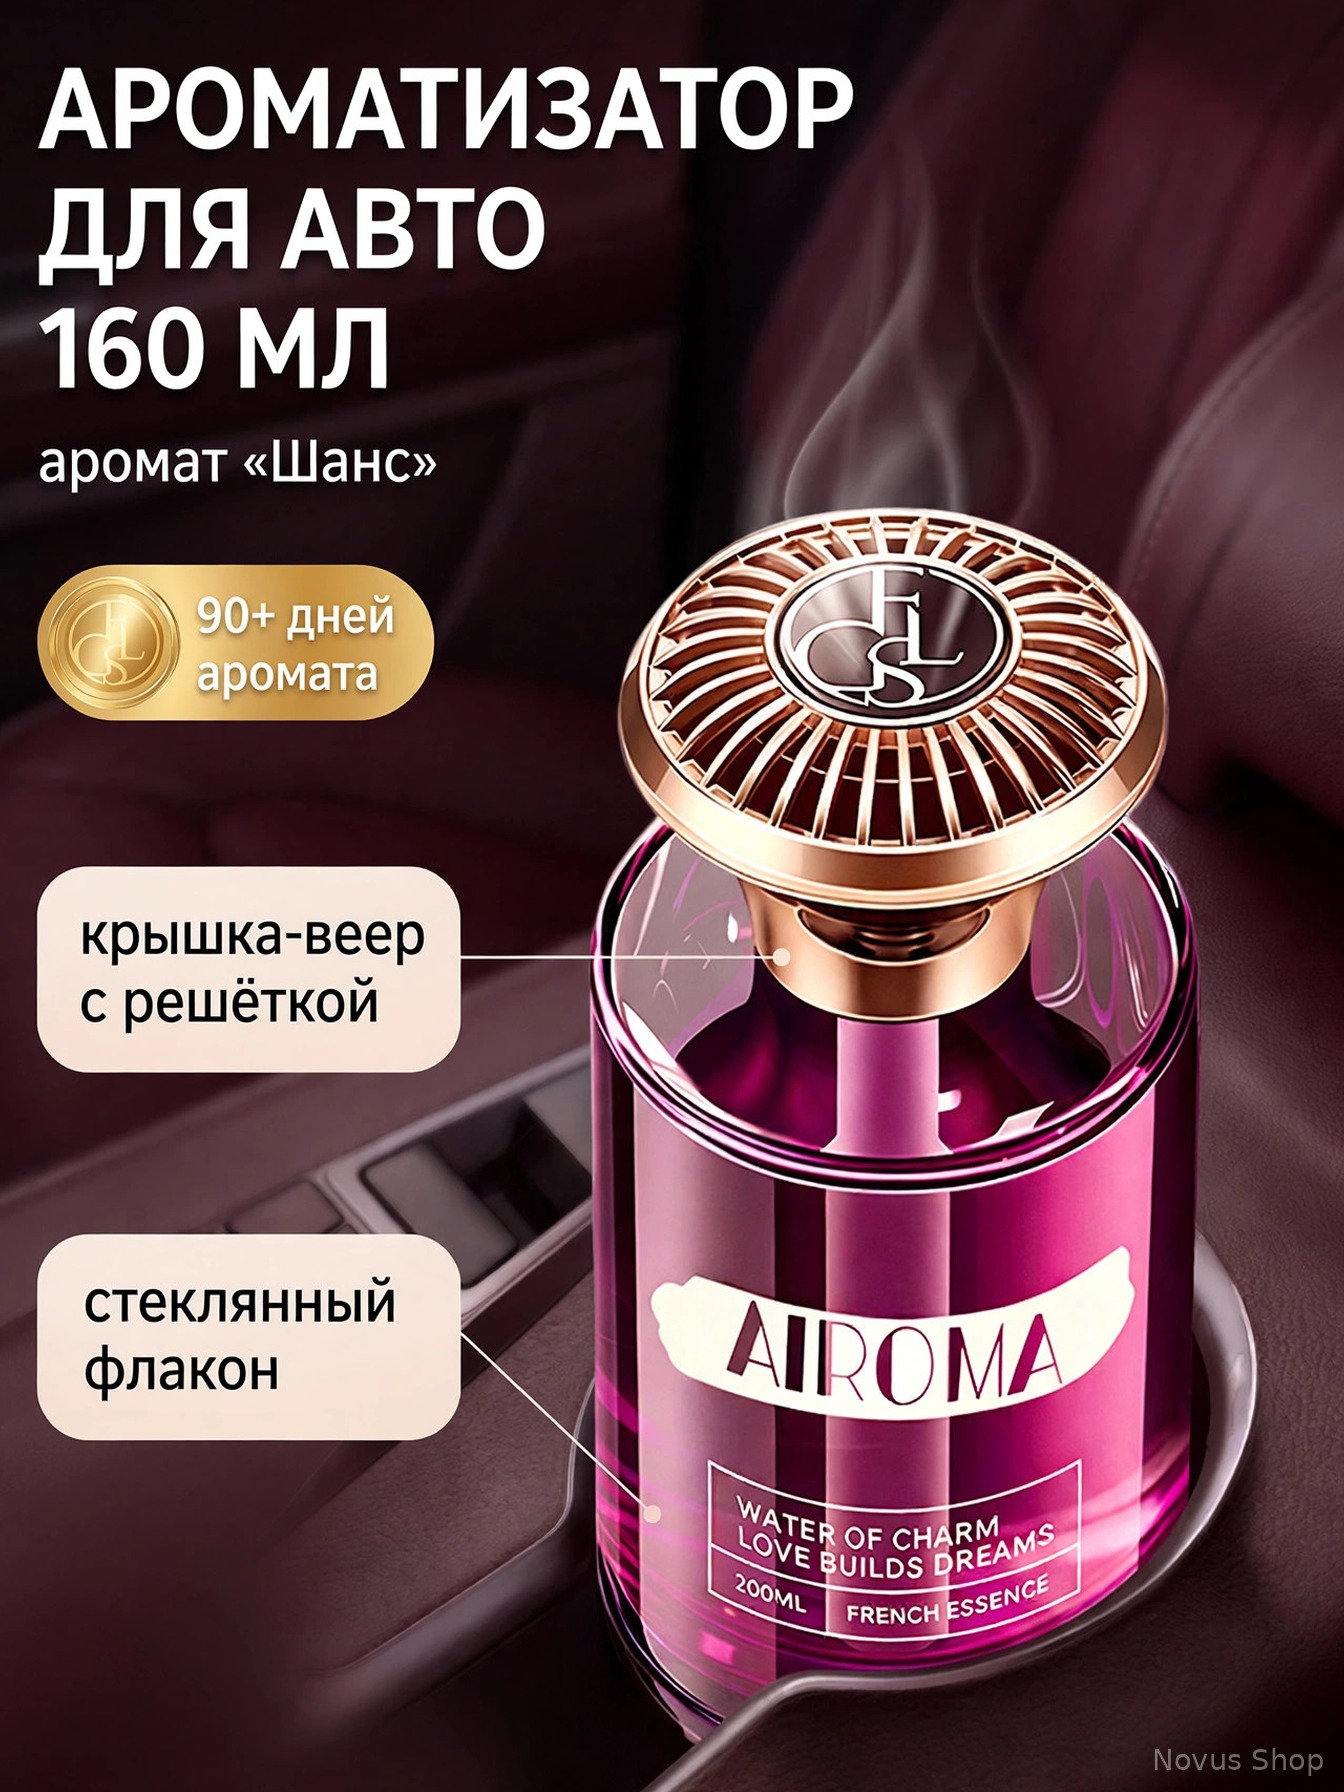 АРОМАТИЗАТОР
ДЛЯ АВТО
160 МЛ
аромат «Шанс»
90+ дней
аромата
крышка-веер
с решёткой
стеклянный
флакон
AIROMA
WATER OF CHARM
LOVE BUILDS DREAMS
200ML FRENCH ESSENCE
Novus Shop